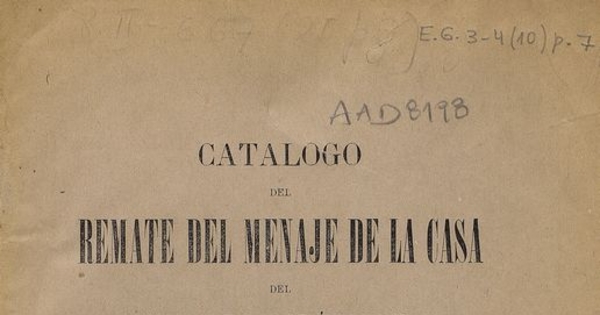 E.G. 3-4 (10) p. 7
AAD8198
CATALOGO
DEL
REMATE DEL MENAJE DE LA CASA
DEL